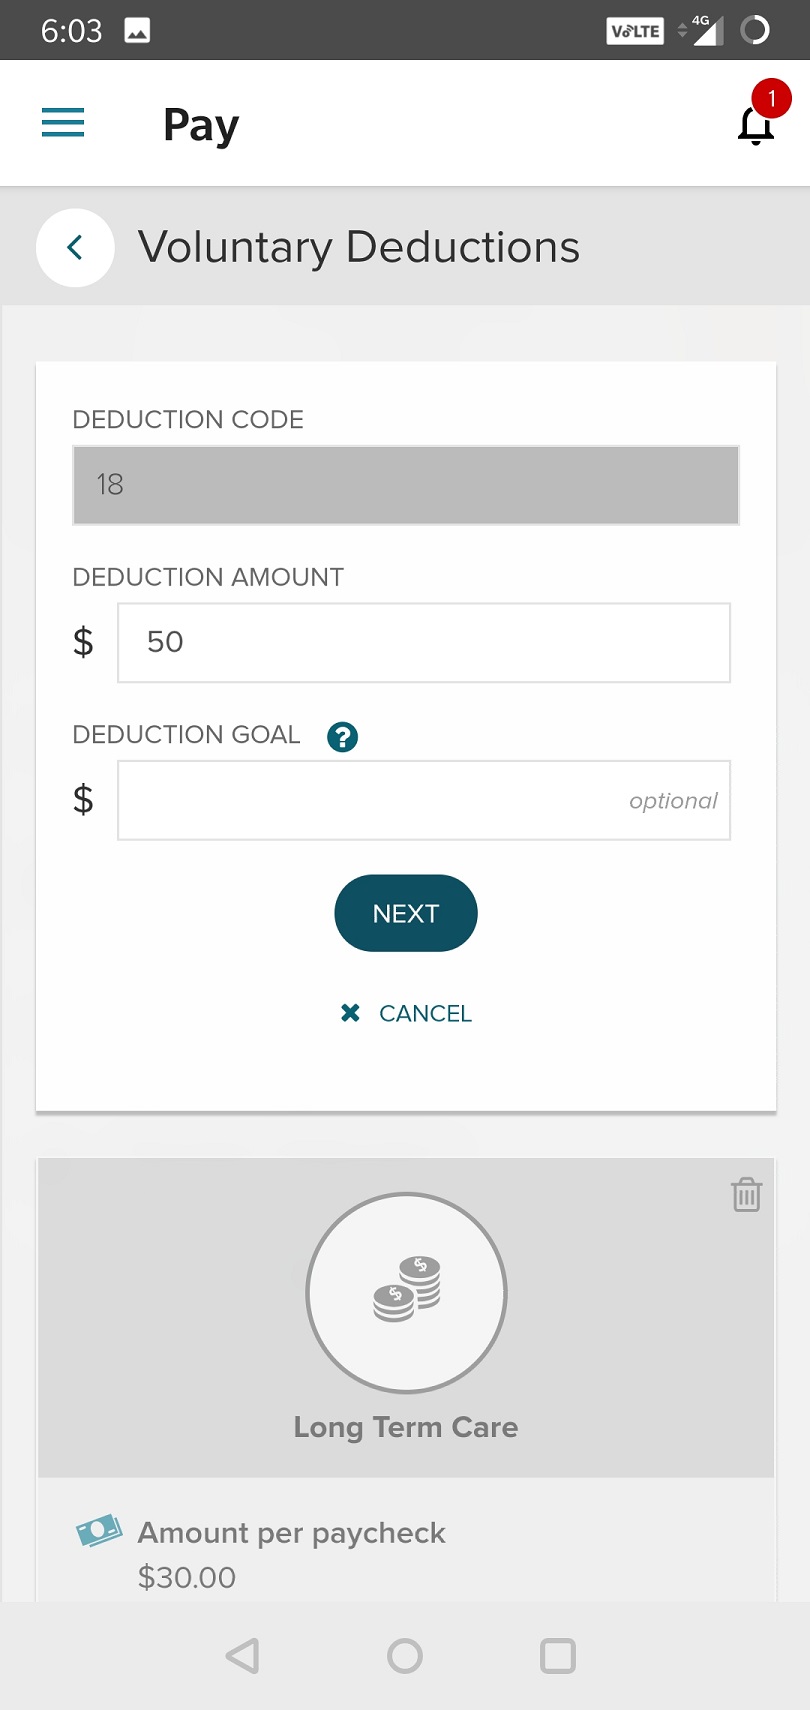 6:03
VoLTE 4G
Pay
1
Voluntary Deductions
DEDUCTION CODE
18
DEDUCTION AMOUNT
$ 50
DEDUCTION GOAL ?
$ optional
NEXT
✖ CANCEL
Long Term Care
Amount per paycheck
$30.00